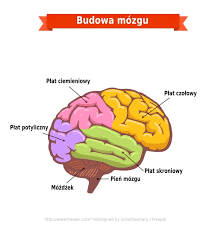 Budowa mózgu
Płat ciemieniowy
Płat czołowy
Płat potyliczny
Płat skroniowy
Pień mózgu
Móżdżek